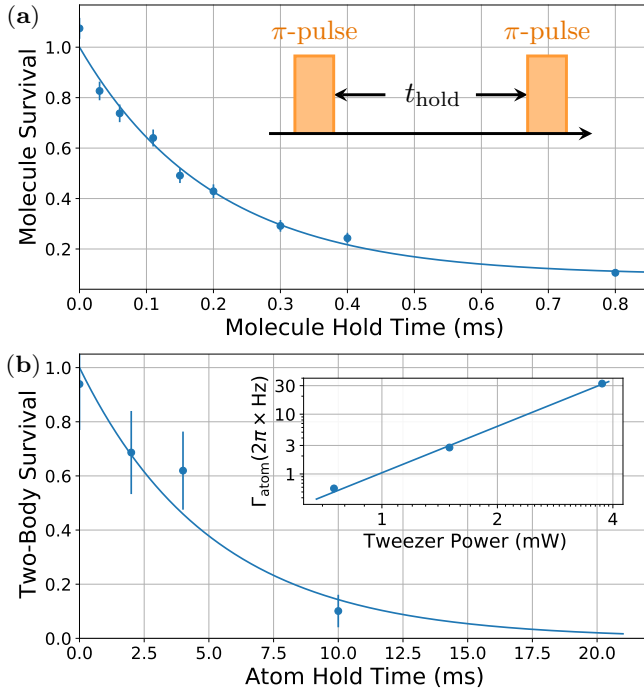 (a)
π-pulse π-pulse
t_hold
Molecule Survival
1.0
0.8
0.6
0.4
0.2
0.0 0.1 0.2 0.3 0.4 0.5 0.6 0.7 0.8
Molecule Hold Time (ms)
(b)
Two-Body Survival
1.0
0.8
0.6
0.4
0.2
0.0
Γ_atom(2π × Hz)
30
10
3
1
1 2 4
Tweezer Power (mW)
0.0 2.5 5.0 7.5 10.0 12.5 15.0 17.5 20.0
Atom Hold Time (ms)